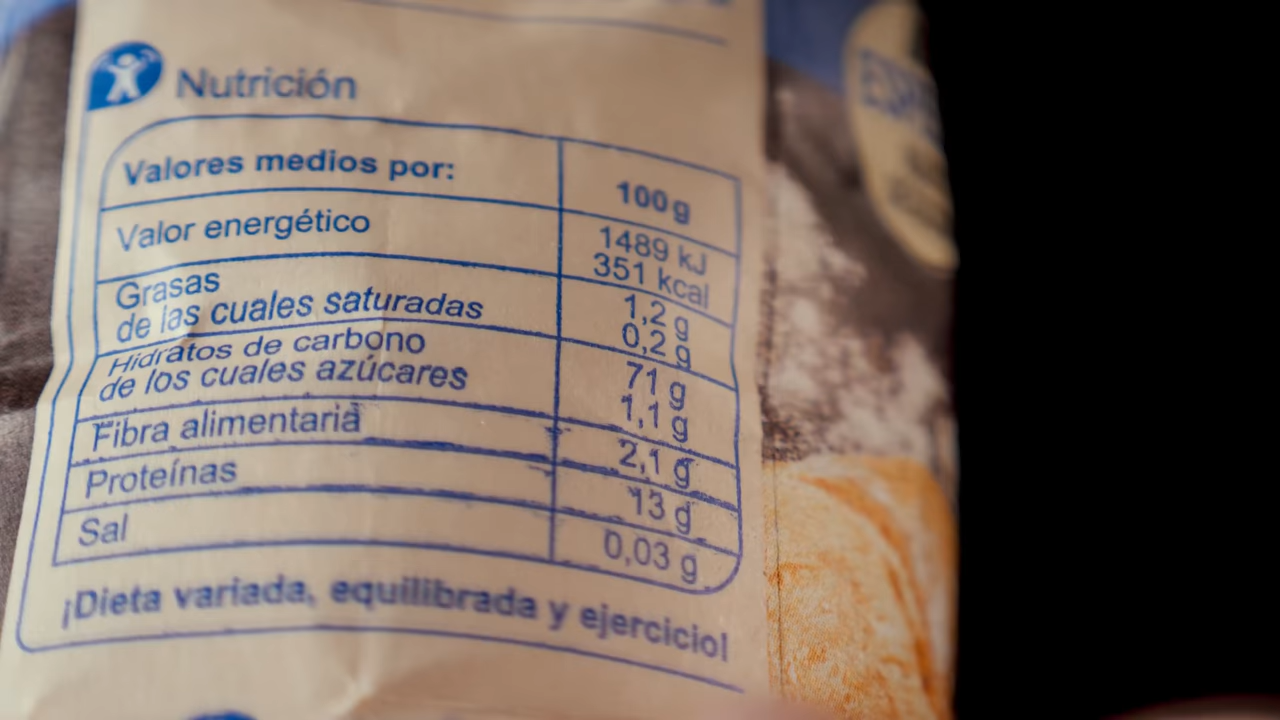 Nutrición
Valores medios por: 100 g
Valor energético 1489 kJ
351 kcal
Grasas 1,2 g
de las cuales saturadas 0,2 g
Hidratos de carbono 71 g
de los cuales azúcares 1,1 g
Fibra alimentaria 2,1 g
Proteínas 13 g
Sal 0,03 g
¡Dieta variada, equilibrada y ejercicio!